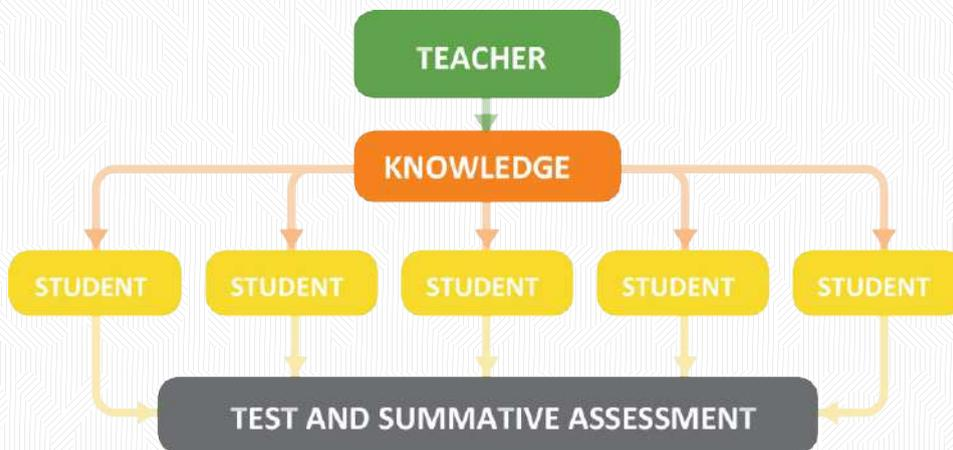 TEACHER
KNOWLEDGE
STUDENT
STUDENT
STUDENT
STUDENT
STUDENT
TEST AND SUMMATIVE ASSESSMENT